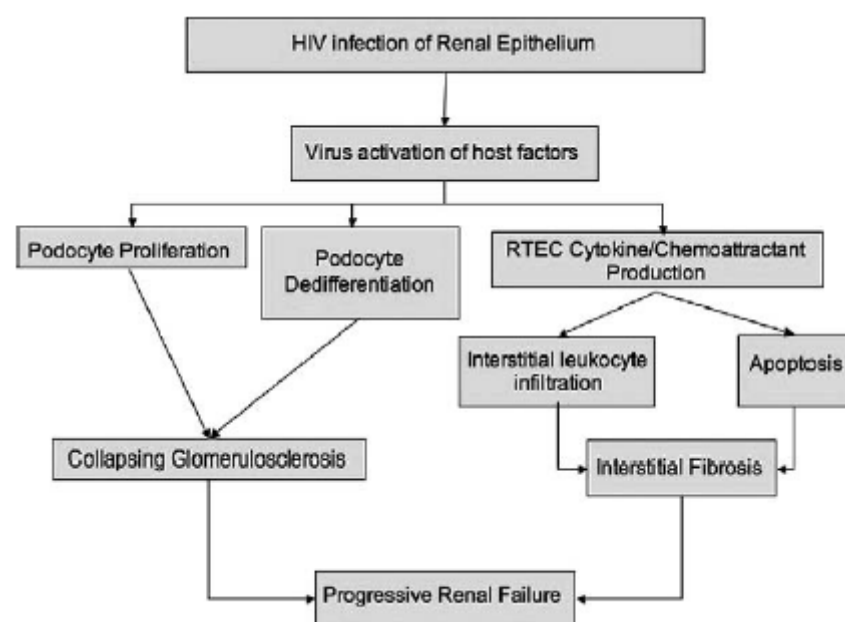 HIV infection of Renal Epithelium
Virus activation of host factors
Podocyte Proliferation
Podocyte
Dedifferentiation
RTEC Cytokine/Chemoattractant
Production
Interstitial leukocyte
infiltration
Apoptosis
Collapsing Glomerulosclerosis
Interstitial Fibrosis
Progressive Renal Failure